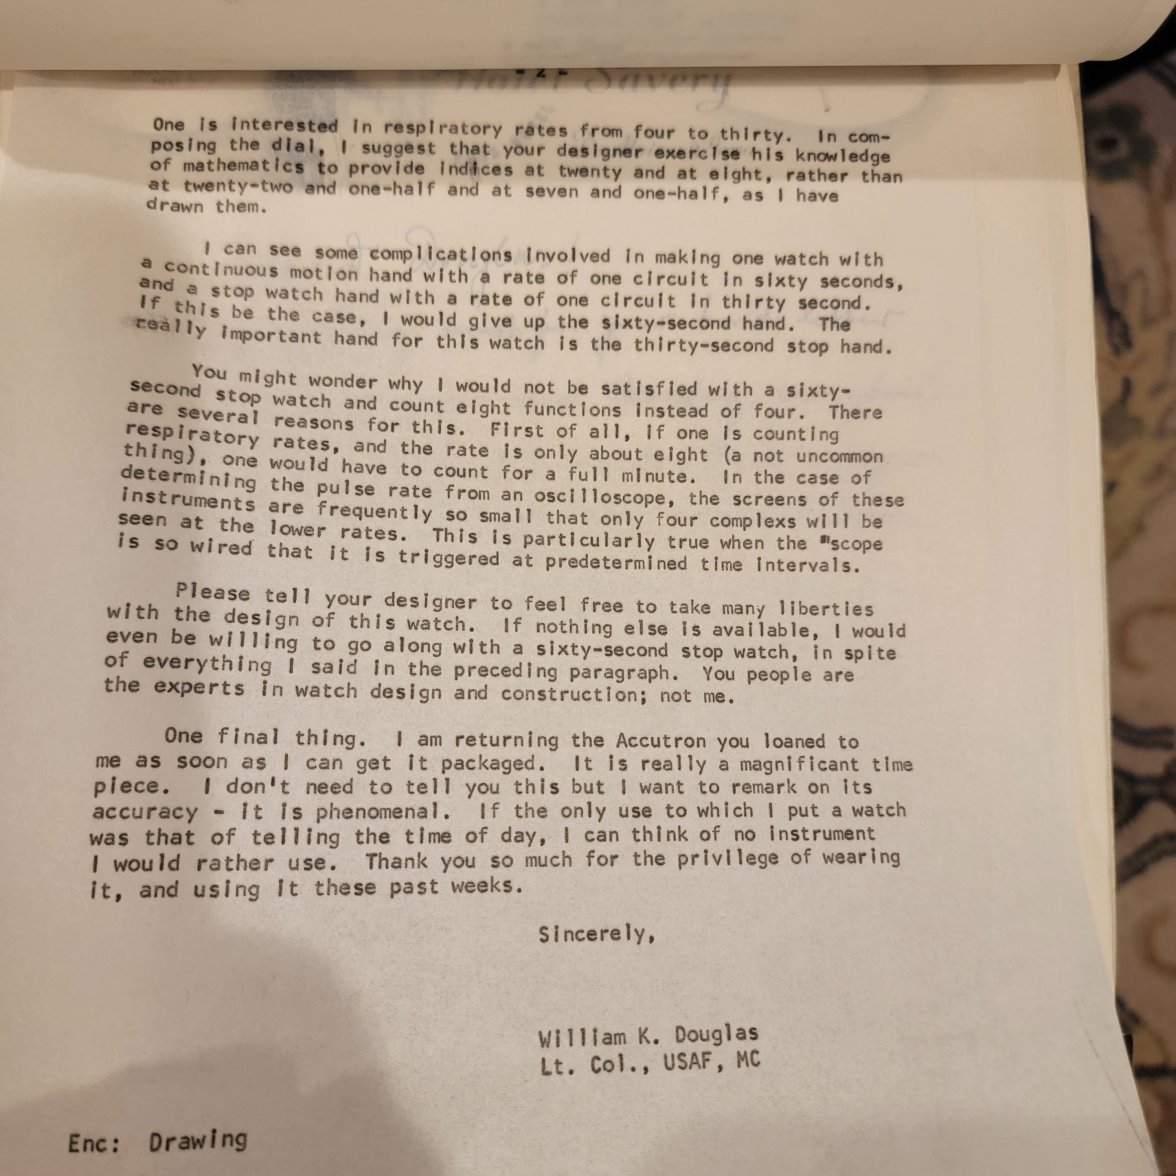 - 2 -
Hotel Savery
One is interested in respiratory rates from four to thirty. In com-
posing the dial, I suggest that your designer exercise his knowledge
of mathematics to provide indices at twenty and at eight, rather than
at twenty-two and one-half and at seven and one-half, as I have
drawn them.
I can see some complications involved in making one watch with
a continuous motion hand with a rate of one circuit in sixty seconds,
and a stop watch hand with a rate of one circuit in thirty second.
If this be the case, I would give up the sixty-second hand. The
really important hand for this watch is the thirty-second stop hand.
You might wonder why I would not be satisfied with a sixty-
second stop watch and count eight functions instead of four. There
are several reasons for this. First of all, if one is counting
respiratory rates, and the rate is only about eight (a not uncommon
thing), one would have to count for a full minute. In the case of
determining the pulse rate from an oscilloscope, the screens of these
instruments are frequently so small that only four complexs will be
seen at the lower rates. This is particularly true when the "scope
is so wired that it is triggered at predetermined time intervals.
Please tell your designer to feel free to take many liberties
with the design of this watch. If nothing else is available, I would
even be willing to go along with a sixty-second stop watch, in spite
of everything I said in the preceding paragraph. You people are
the experts in watch design and construction; not me.
One final thing. I am returning the Accutron you loaned to
me as soon as I can get it packaged. It is really a magnificant time
piece. I don't need to tell you this but I want to remark on its
accuracy - it is phenomenal. If the only use to which I put a watch
was that of telling the time of day, I can think of no instrument
I would rather use. Thank you so much for the privilege of wearing
it, and using it these past weeks.
Sincerely,
William K. Douglas
Lt. Col., USAF, MC
Enc: Drawing